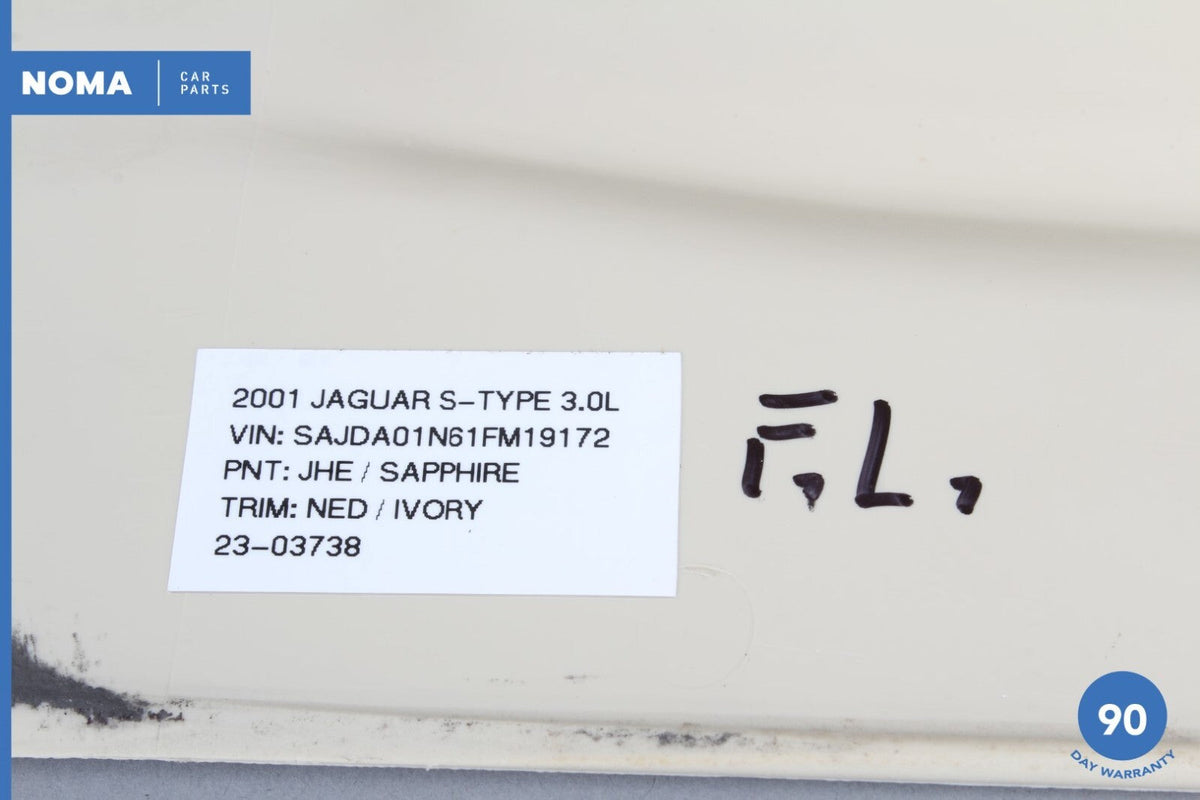 NOMA
CAR
PARTS
2001 JAGUAR S-TYPE 3.0L
VIN: SAJDA01N61FM19172
PNT: JHE / SAPPHIRE
TRIM: NED / IVORY
23-03738
F.L.
90
DAY WARRANTY